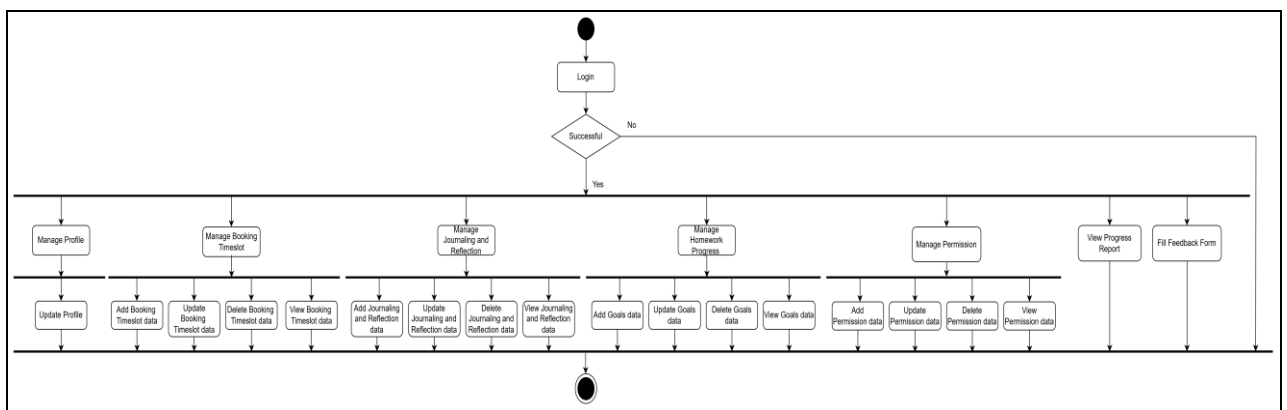 Login
Successful
No
Yes
Manage Profile
Manage Booking
Timeslot
Manage
Journaling and
Reflection
Manage
Homework
Progress
Manage Permission
View Progress
Report
Fill Feedback Form
Update Profile
Add Booking
Timeslot data
Update
Booking
Timeslot data
Delete Booking
Timeslot data
View Booking
Timeslot data
Add Journaling
and Reflection
data
Update
Journaling and
Reflection data
Delete
Journaling and
Reflection data
View Journaling
and Reflection
data
Add Goals data
Update Goals
data
Delete Goals
data
View Goals data
Add
Permission data
Update
Permission data
Delete
Permission data
View
Permission data